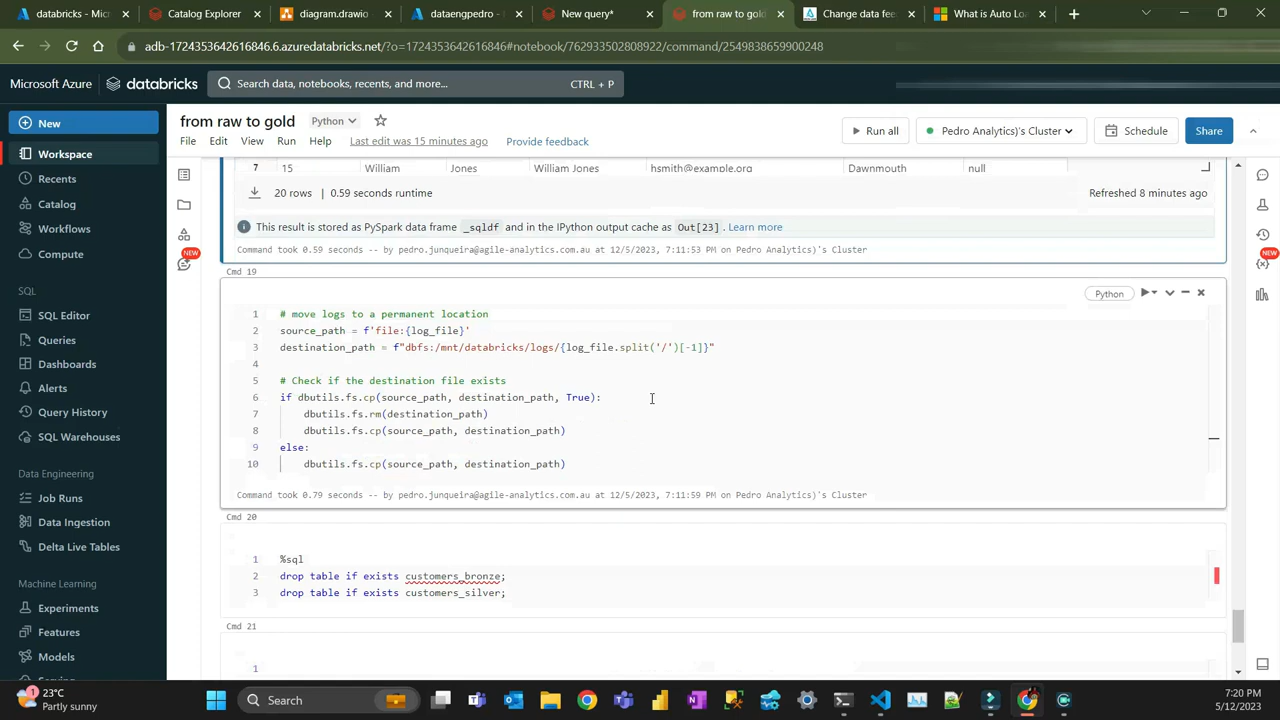 databricks - Micr
Catalog Explorer
diagram.drawio
dataengpedro -
New query*
from raw to gold
Change data fee
What is Auto Loa
adb-1724353642616846.6.azuredatabricks.net/?o=1724353642616846#notebook/762933502808922/command/2549838659900248
Microsoft Azure
databricks
Search data, notebooks, recents, and more...
CTRL + P
New
Workspace
Recents
Catalog
Workflows
Compute
SQL
SQL Editor
Queries
Dashboards
Alerts
Query History
SQL Warehouses
Data Engineering
Job Runs
Data Ingestion
Delta Live Tables
Machine Learning
Experiments
Features
Models
from raw to gold
Python
File
Edit
View
Run
Help
Last edit was 15 minutes ago
Provide feedback
Run all
Pedro Analytics)'s Cluster
Schedule
Share
NEW
NEW
7 15 William Jones William Jones hsmith@example.org Dawnmouth null
20 rows | 0.59 seconds runtime
Refreshed 8 minutes ago
This result is stored as PySpark data frame _sqldf and in the IPython output cache as Out[23]. Learn more
Command took 0.59 seconds -- by pedro.junqueira@agile-analytics.com.au at 12/5/2023, 7:11:53 PM on Pedro Analytics)'s Cluster
Cmd 19
Python
1 # move logs to a permanent location
2 source_path = f'file:{log_file}'
3 destination_path = f"dbfs:/mnt/databricks/logs/{log_file.split('/')[-1]}"
4
5 # Check if the destination file exists
6 if dbutils.fs.cp(source_path, destination_path, True):
7 dbutils.fs.rm(destination_path)
8 dbutils.fs.cp(source_path, destination_path)
9 else:
10 dbutils.fs.cp(source_path, destination_path)
Command took 0.79 seconds -- by pedro.junqueira@agile-analytics.com.au at 12/5/2023, 7:11:59 PM on Pedro Analytics)'s Cluster
Cmd 20
1 %sql
2 drop table if exists customers_bronze;
3 drop table if exists customers_silver;
Cmd 21
1
1
23°C
Partly sunny
Search
7:20 PM
5/12/2023